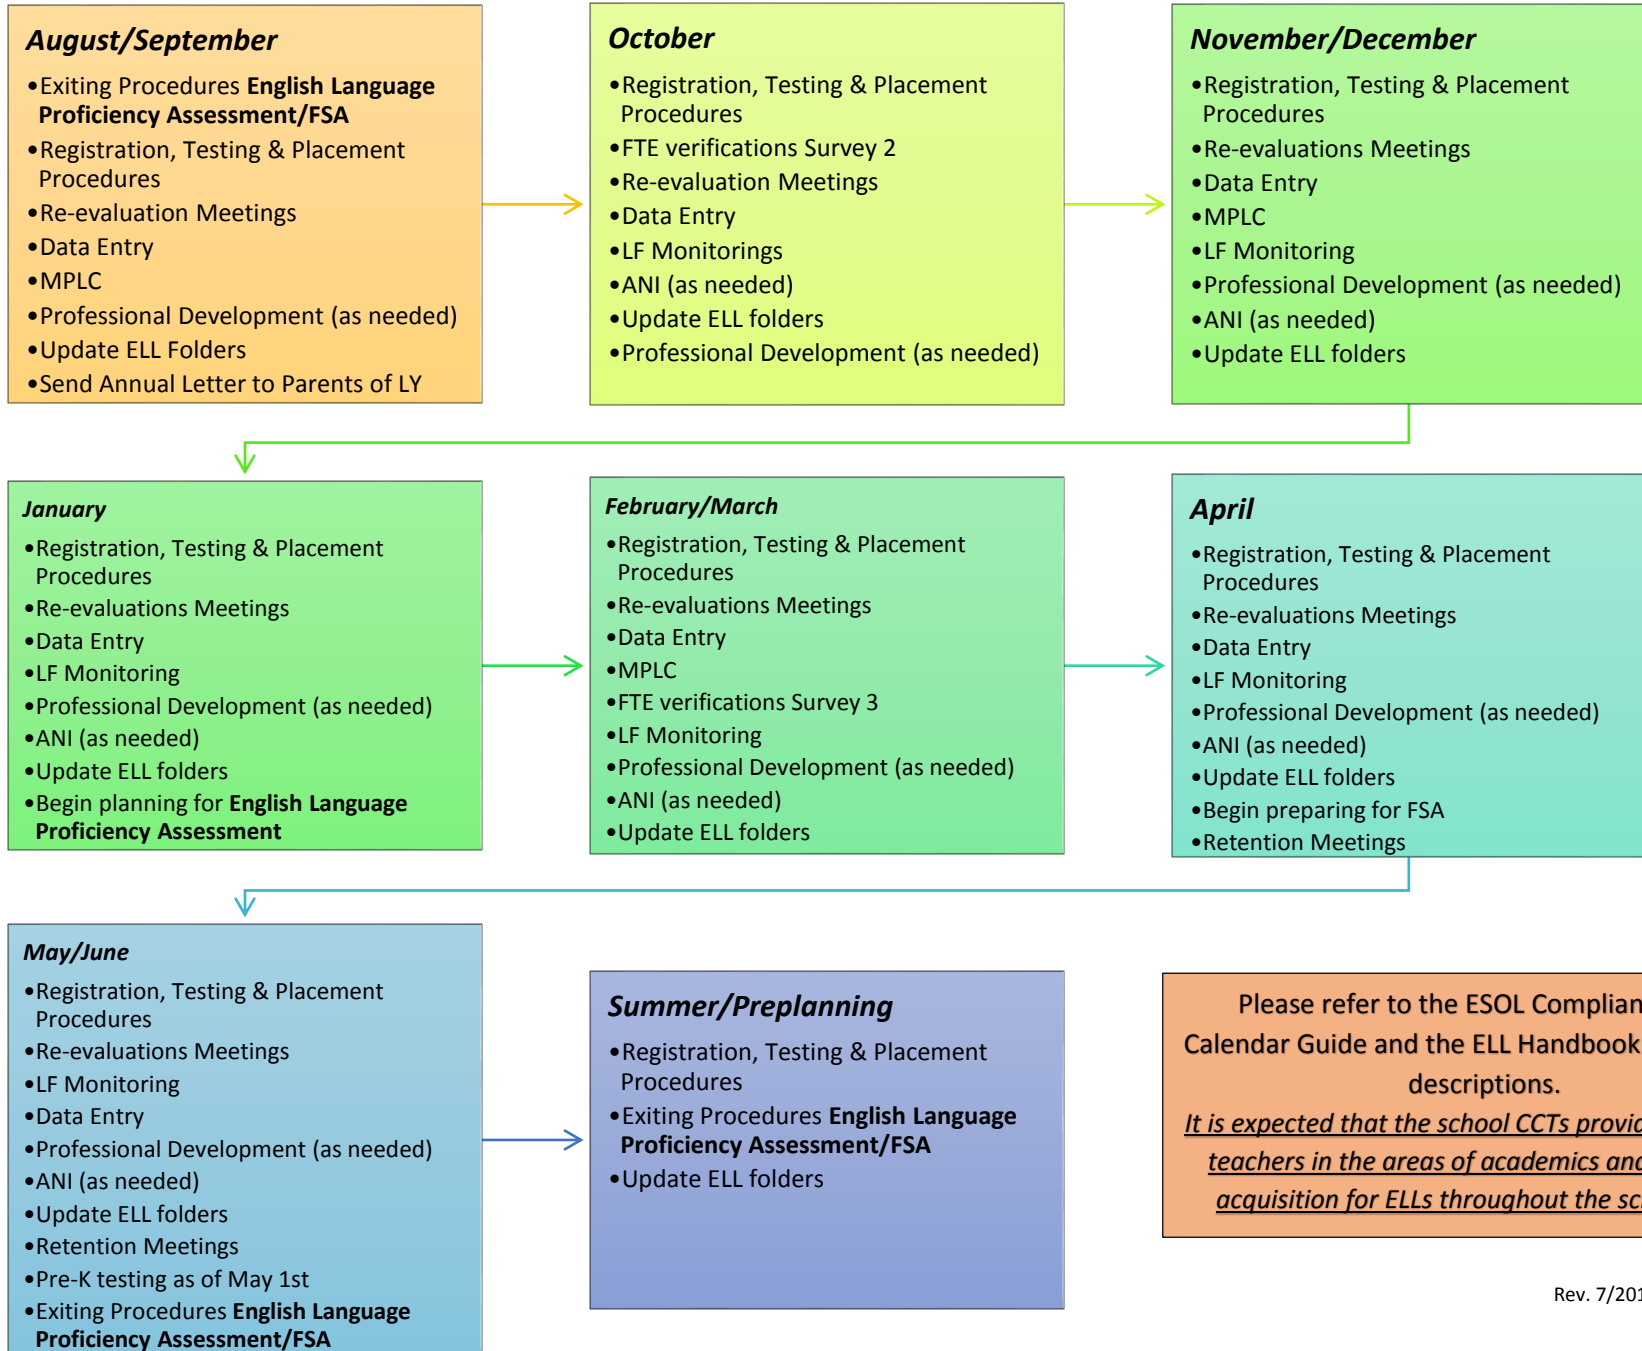 August/September
•Exiting Procedures English Language
Proficiency Assessment/FSA
•Registration, Testing & Placement
Procedures
•Re-evaluation Meetings
•Data Entry
•MPLC
•Professional Development (as needed)
•Update ELL Folders
•Send Annual Letter to Parents of LY
October
•Registration, Testing & Placement
Procedures
•FTE verifications Survey 2
•Re-evaluation Meetings
•Data Entry
•LF Monitorings
•ANI (as needed)
•Update ELL folders
•Professional Development (as needed)
November/December
•Registration, Testing & Placement
Procedures
•Re-evaluations Meetings
•Data Entry
•MPLC
•LF Monitoring
•Professional Development (as needed)
•ANI (as needed)
•Update ELL folders
January
•Registration, Testing & Placement
Procedures
•Re-evaluations Meetings
•Data Entry
•LF Monitoring
•Professional Development (as needed)
•ANI (as needed)
•Update ELL folders
•Begin planning for English Language
Proficiency Assessment
February/March
•Registration, Testing & Placement
Procedures
•Re-evaluations Meetings
•Data Entry
•MPLC
•FTE verifications Survey 3
•LF Monitoring
•Professional Development (as needed)
•ANI (as needed)
•Update ELL folders
April
•Registration, Testing & Placement
Procedures
•Re-evaluations Meetings
•Data Entry
•LF Monitoring
•Professional Development (as needed)
•ANI (as needed)
•Update ELL folders
•Begin preparing for FSA
•Retention Meetings
May/June
•Registration, Testing & Placement
Procedures
•Re-evaluations Meetings
•LF Monitoring
•Data Entry
•Professional Development (as needed)
•ANI (as needed)
•Update ELL folders
•Retention Meetings
•Pre-K testing as of May 1st
•Exiting Procedures English Language
Proficiency Assessment/FSA
Summer/Preplanning
•Registration, Testing & Placement
Procedures
•Exiting Procedures English Language
Proficiency Assessment/FSA
•Update ELL folders
Please refer to the ESOL
Calendar Guide and the ELL Handbook
descriptions.
It is expected that the school CCTs
teachers in the areas of academics
acquisition for ELLs throughout the
Rev.